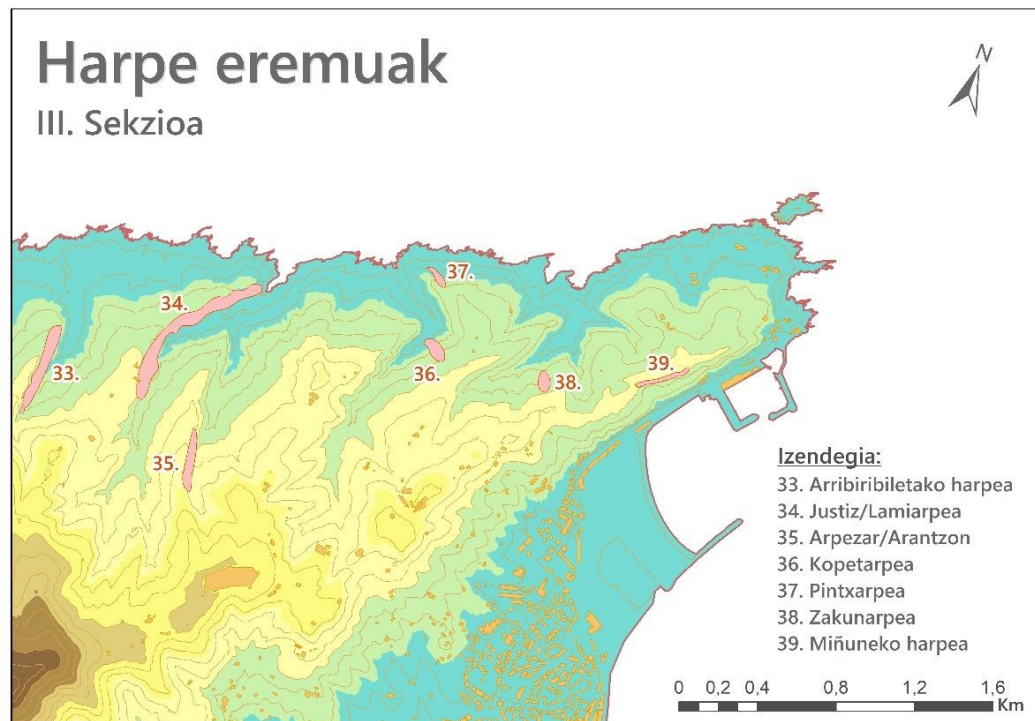 Harpe eremuak
III. Sekzioa
N
37.
34.
33.
36.
38.
39.
35.
Izendegia:
33. Arribiribiletako harpea
34. Justiz/Lamiarpea
35. Arpezar/Arantzon
36. Kopetarpea
37. Pintxarpea
38. Zakunarpea
39. Miñuneko harpea
0 0,2 0,4 0,8 1,2 1,6
Km